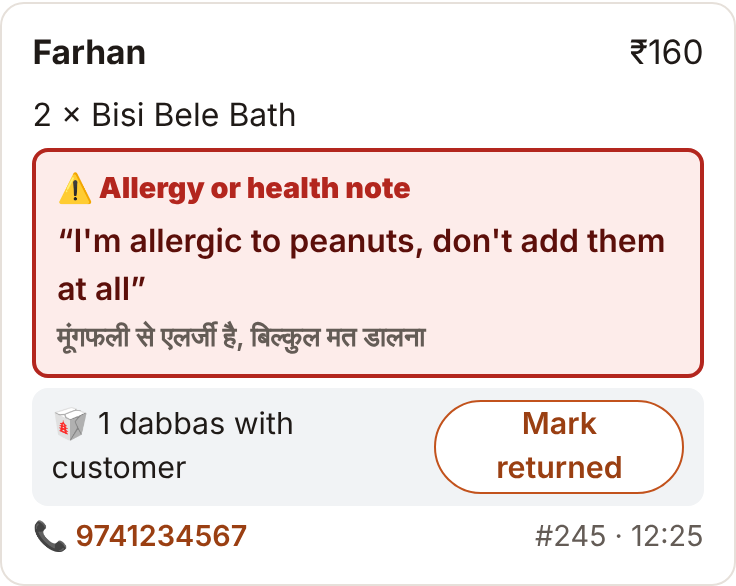 Farhan ₹160
2 × Bisi Bele Bath
⚠️ Allergy or health note
“I'm allergic to peanuts, don't add them
at all”
मूंगफली से एलर्जी है, बिल्कुल मत डालना
🥡 1 dabbas with
customer
Mark
returned
📞 9741234567 #245 · 12:25